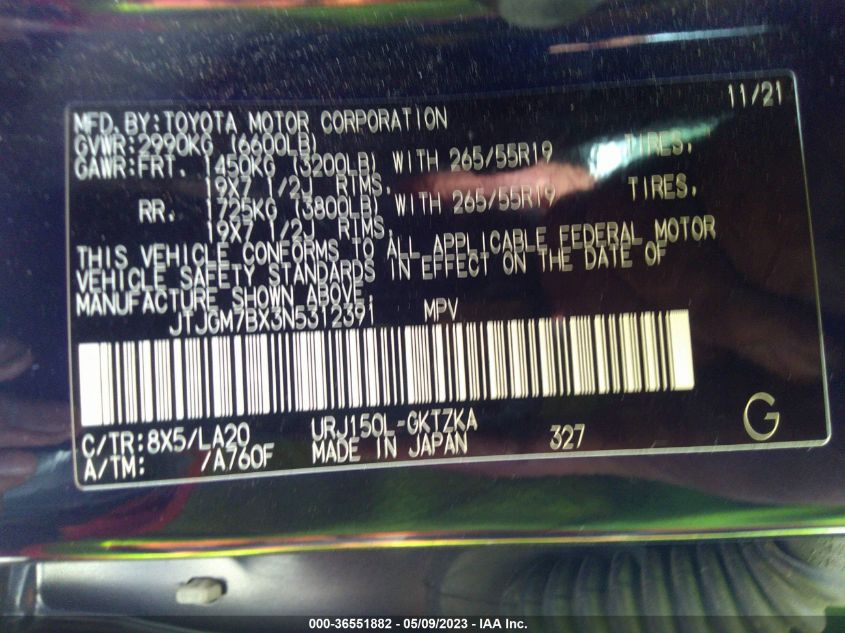 11/21
MFD.BY:TOYOTA MOTOR CORPORATION
GVWR:2990KG (6600LB)
GAWR:FRT. 1450KG (3200LB) WITH 265/55R19 TIRES,
19X7 1/2J RIMS,
RR. 1725KG (3800LB) WITH 265/55R19 TIRES,
19X7 1/2J RIMS,
THIS VEHICLE CONFORMS TO ALL APPLICABLE FEDERAL MOTOR
VEHICLE SAFETY STANDARDS IN EFFECT ON THE DATE OF
MANUFACTURE SHOWN ABOVE.
JTJGM7BX3N5312391 MPV
C/TR:8X5/LA20 URJ150L-GKTZKA 327 G
A/TM: /A760F MADE IN JAPAN
000-36551882 - 05/09/2023 - IAA Inc.